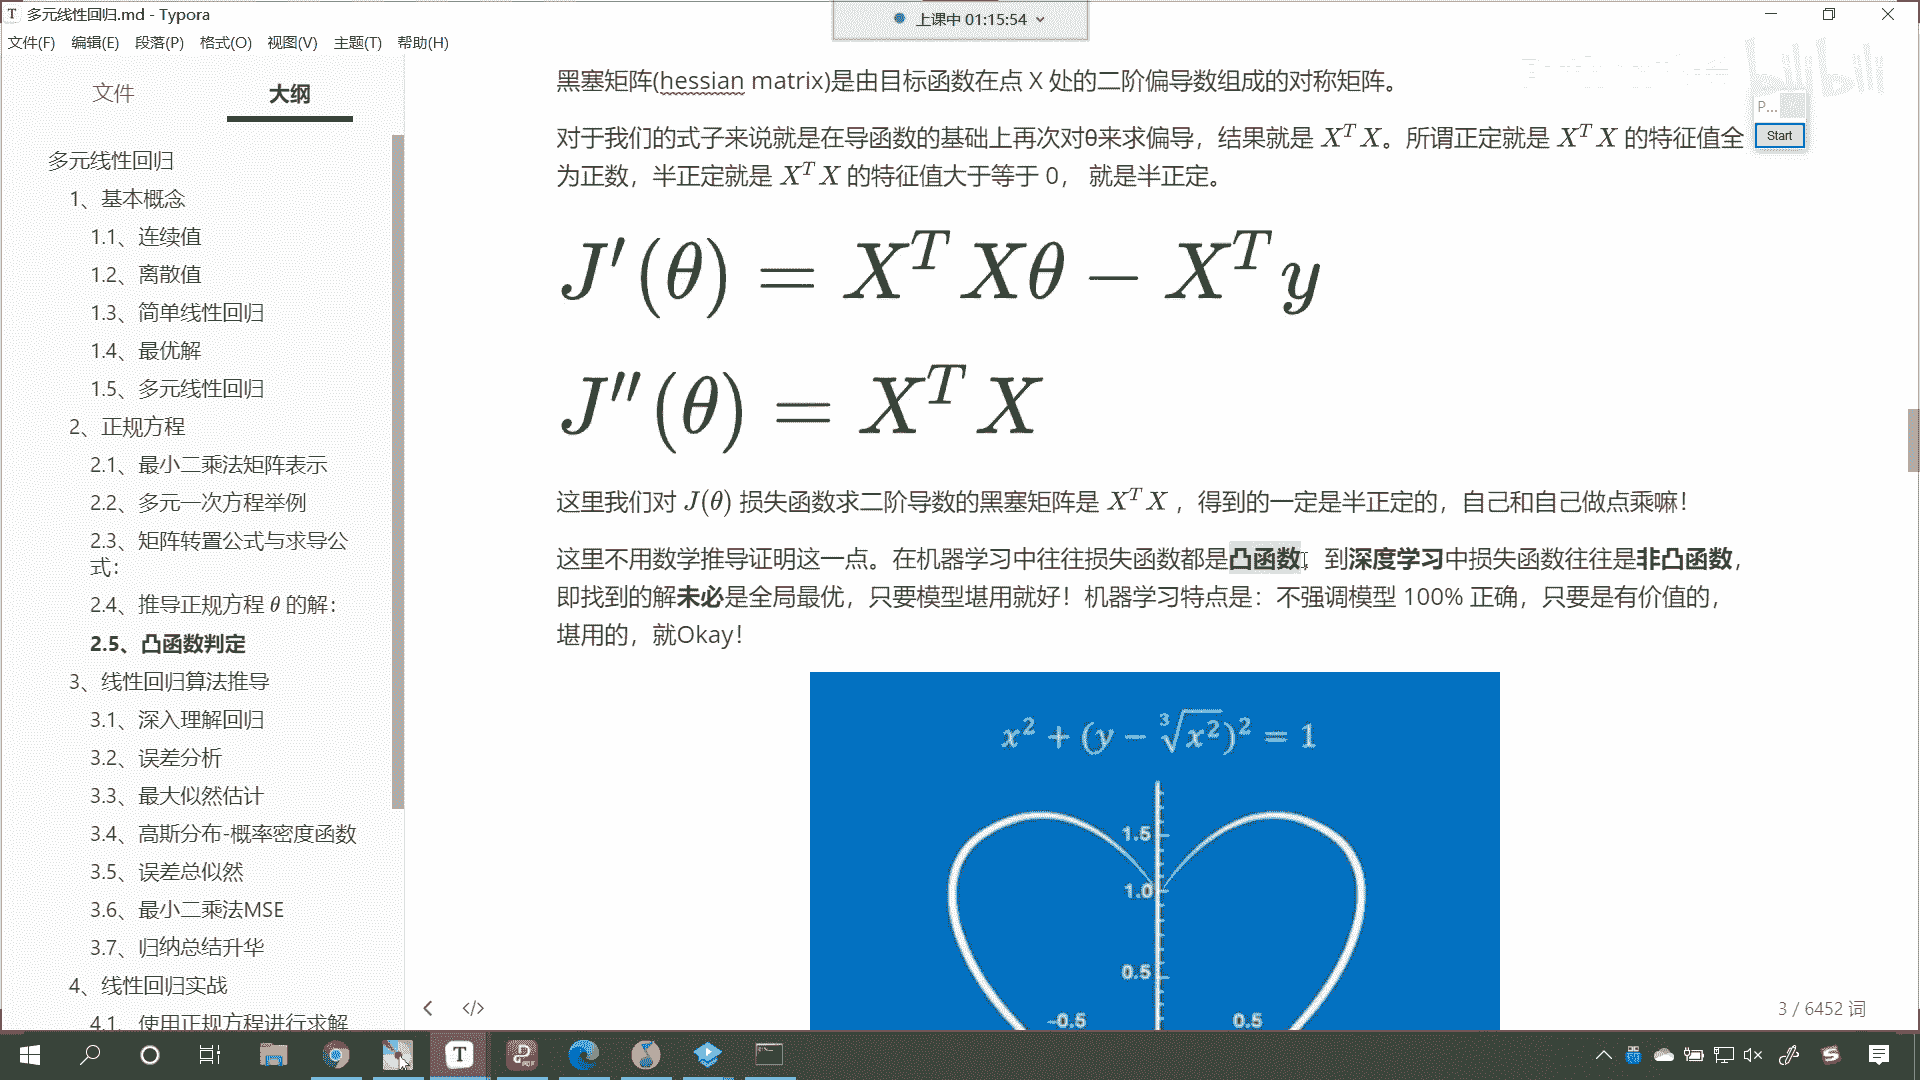 多元线性回归.md - Typora
上课中 01:15:54
文件(F) 编辑(E) 段落(P) 格式(O) 视图(V) 主题(T) 帮助(H)
文件 大纲
多元线性回归
1、基本概念
1.1、连续值
1.2、离散值
1.3、简单线性回归
1.4、最优解
1.5、多元线性回归
2、正规方程
2.1、最小二乘法矩阵表示
2.2、多元一次方程举例
2.3、矩阵转置公式与求导公
式：
2.4、推导正规方程 θ 的解：
2.5、凸函数判定
3、线性回归算法推导
3.1、深入理解回归
3.2、误差分析
3.3、最大似然估计
3.4、高斯分布-概率密度函数
3.5、误差总似然
3.6、最小二乘法MSE
3.7、归纳总结升华
4、线性回归实战
4.1、使用正规方程进行求解
黑塞矩阵(hessian matrix)是由目标函数在点 X 处的二阶偏导数组成的对称矩阵。
对于我们的式子来说就是在导函数的基础上再次对θ来求偏导，结果就是 X^T X。所谓正定就是 X^T X 的特征值全
为正数，半正定就是 X^T X 的特征值大于等于 0， 就是半正定。
J′(θ) = X^T Xθ − X^T y
J″(θ) = X^T X
这里我们对 J(θ) 损失函数求二阶导数的黑塞矩阵是 X^T X ，得到的一定是半正定的，自己和自己做点乘嘛！
这里不用数学推导证明这一点。在机器学习中往往损失函数都是凸函数，到深度学习中损失函数往往是非凸函数，
即找到的解未必是全局最优，只要模型堪用就好！机器学习特点是：不强调模型 100% 正确，只要是有价值的，
堪用的，就Okay！
x² + (y − ∛x²)² = 1
1.5
1.0
0.5
-0.5 0.5
bilibili
P...
Start
</> 3 / 6452 词